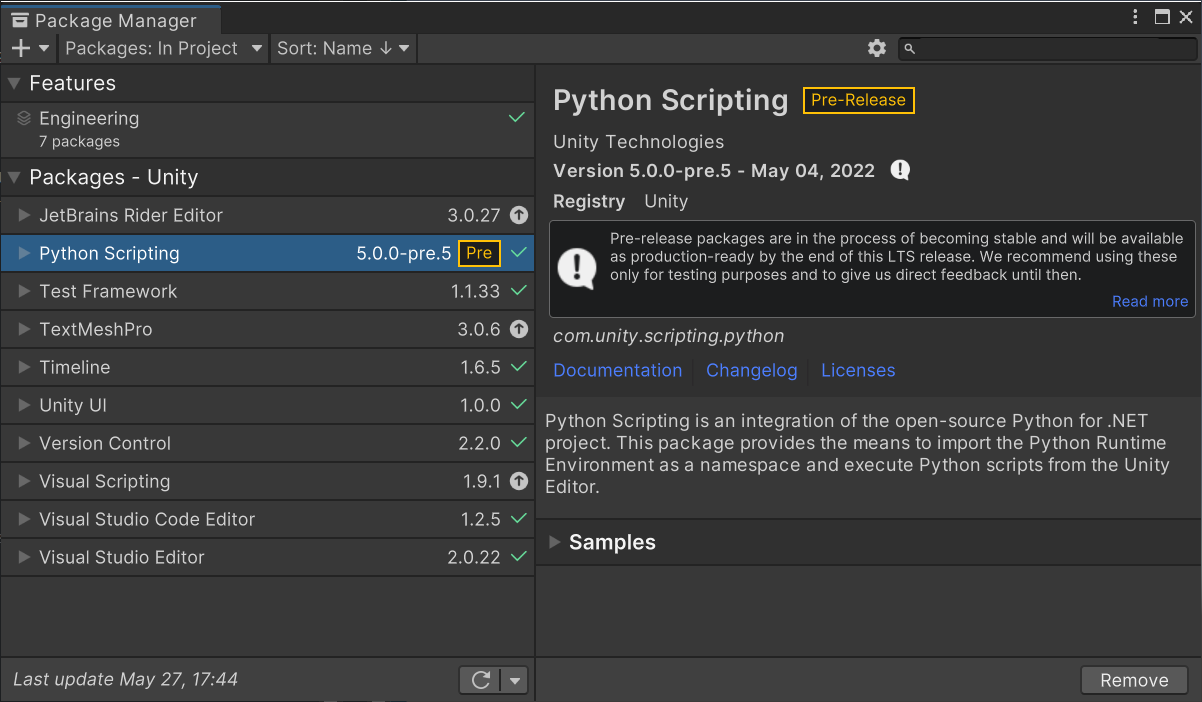 Package Manager
Packages: In Project
Sort: Name ↓
Features
Engineering
7 packages
Packages - Unity
JetBrains Rider Editor 3.0.27
Python Scripting 5.0.0-pre.5 Pre
Test Framework 1.1.33
TextMeshPro 3.0.6
Timeline 1.6.5
Unity UI 1.0.0
Version Control 2.2.0
Visual Scripting 1.9.1
Visual Studio Code Editor 1.2.5
Visual Studio Editor 2.0.22
Last update May 27, 17:44
Python Scripting Pre-Release
Unity Technologies
Version 5.0.0-pre.5 - May 04, 2022
Registry Unity
Pre-release packages are in the process of becoming stable and will be available
as production-ready by the end of this LTS release. We recommend using these
only for testing purposes and to give us direct feedback until then.
Read more
com.unity.scripting.python
Documentation Changelog Licenses
Python Scripting is an integration of the open-source Python for .NET
project. This package provides the means to import the Python Runtime
Environment as a namespace and execute Python scripts from the Unity
Editor.
Samples
Remove